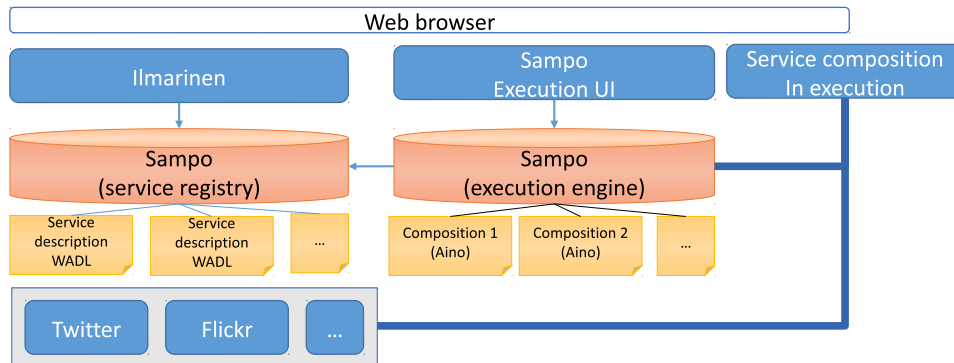 Web browser
Ilmarinen
Sampo
Execution UI
Service composition
In execution
Sampo
(service registry)
Sampo
(execution engine)
Service
description
WADL
Service
description
WADL
...
Composition 1
(Aino)
Composition 2
(Aino)
...
Twitter
Flickr
...